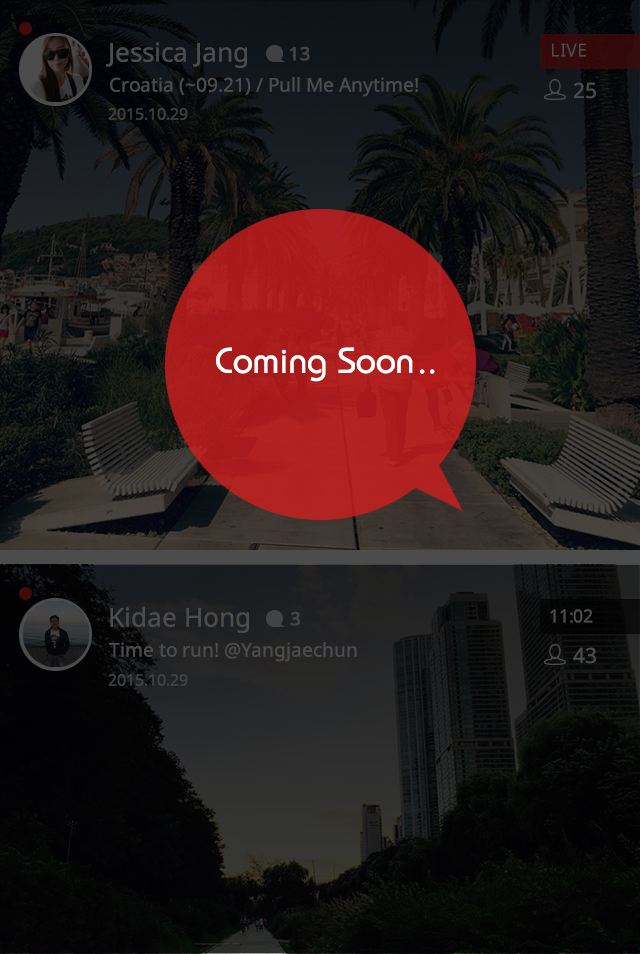 Jessica Jang 13
Croatia (~09.21) / Pull Me Anytime!
2015.10.29
LIVE
25
Coming Soon..
Kidae Hong 3
Time to run! @Yangjaechun
2015.10.29
11:02
43